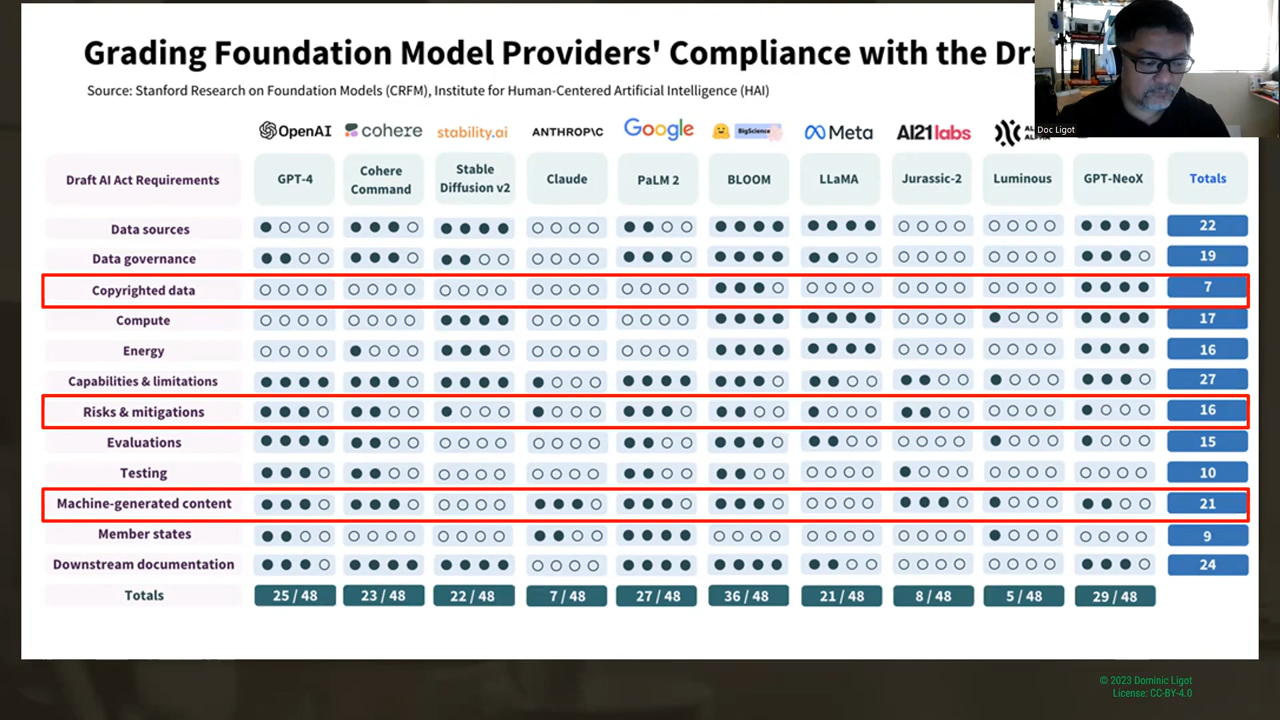 Grading Foundation Model Providers' Compliance with the
Source: Stanford Research on Foundation Models (CRFM), Institute for Human-Centered Artificial Intelligence (HAI)
Doc Ligot
OpenAI cohere stability.ai ANTHROP\C Google BigScience Meta AI21labs
Draft AI Act Requirements GPT-4 Cohere Command Stable Diffusion v2 Claude PaLM 2 BLOOM LLaMA Jurassic-2 Luminous GPT-NeoX Totals
Data sources 22
Data governance 19
Copyrighted data 7
Compute 17
Energy 16
Capabilities & limitations 27
Risks & mitigations 16
Evaluations 15
Testing 10
Machine-generated content 21
Member states 9
Downstream documentation 24
Totals 25 / 48 23 / 48 22 / 48 7 / 48 27 / 48 36 / 48 21 / 48 8 / 48 5 / 48 29 / 48
© 2023 Dominic Ligot
License: CC-BY-4.0